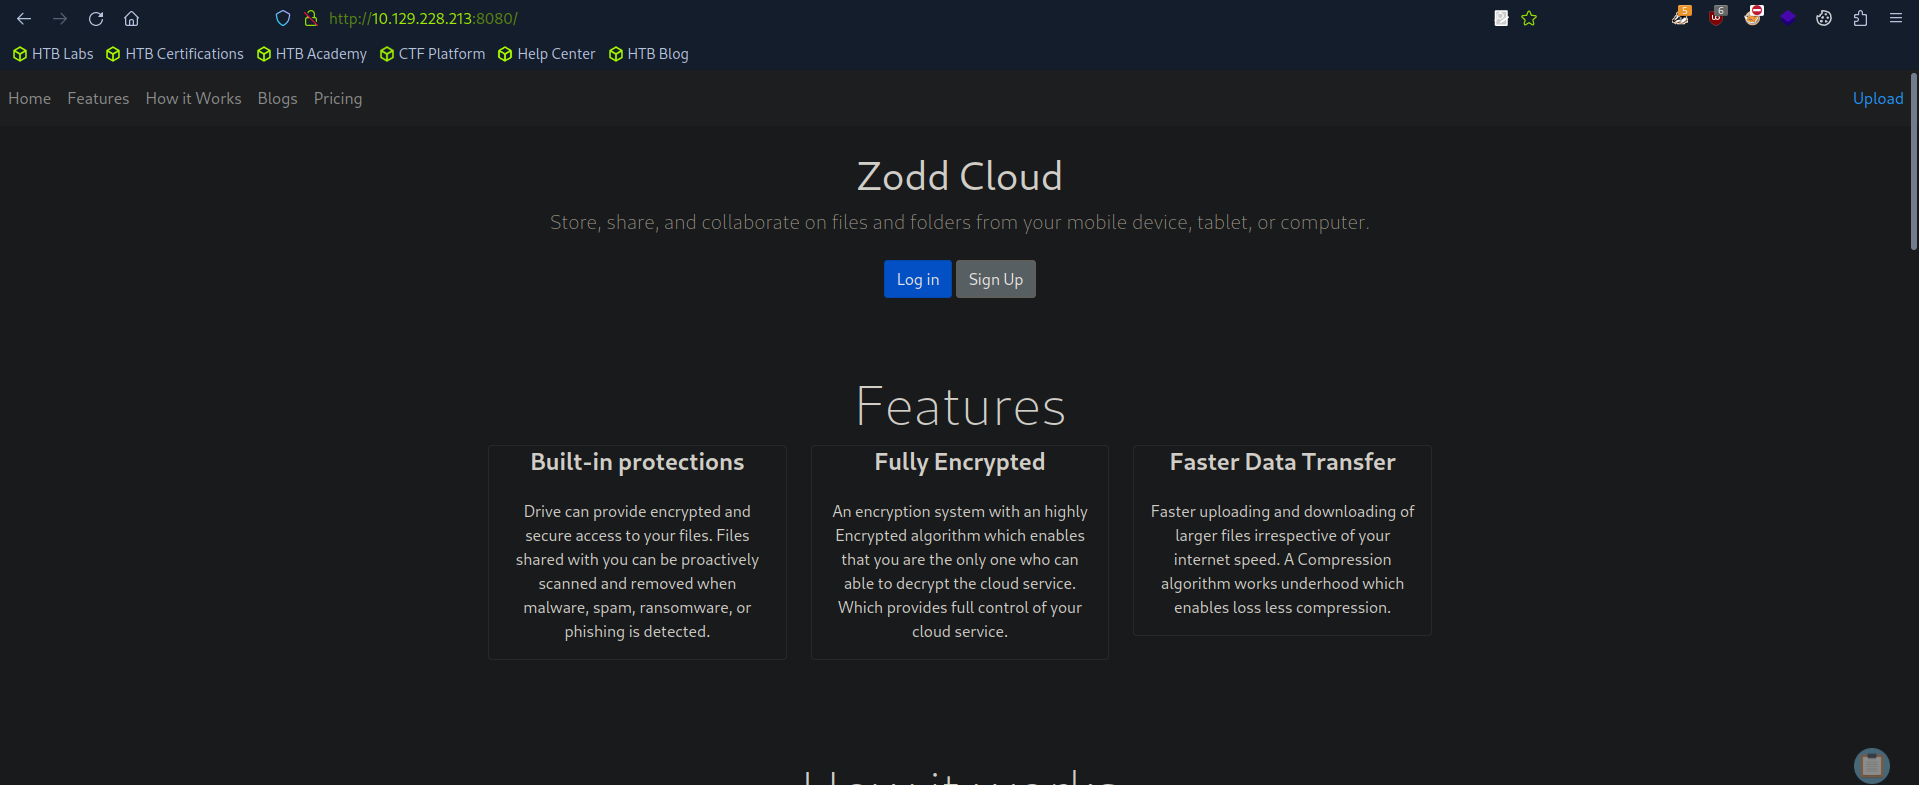 http://10.129.228.213:8080/
5
6
HTB Labs HTB Certifications HTB Academy CTF Platform Help Center HTB Blog
Home Features How it Works Blogs Pricing Upload
Zodd Cloud
Store, share, and collaborate on files and folders from your mobile device, tablet, or computer.
Log in Sign Up
Features
Built-in protections
Drive can provide encrypted and
secure access to your files. Files
shared with you can be proactively
scanned and removed when
malware, spam, ransomware, or
phishing is detected.
Fully Encrypted
An encryption system with an highly
Encrypted algorithm which enables
that you are the only one who can
able to decrypt the cloud service.
Which provides full control of your
cloud service.
Faster Data Transfer
Faster uploading and downloading of
larger files irrespective of your
internet speed. A Compression
algorithm works underhood which
enables loss less compression.
How it works